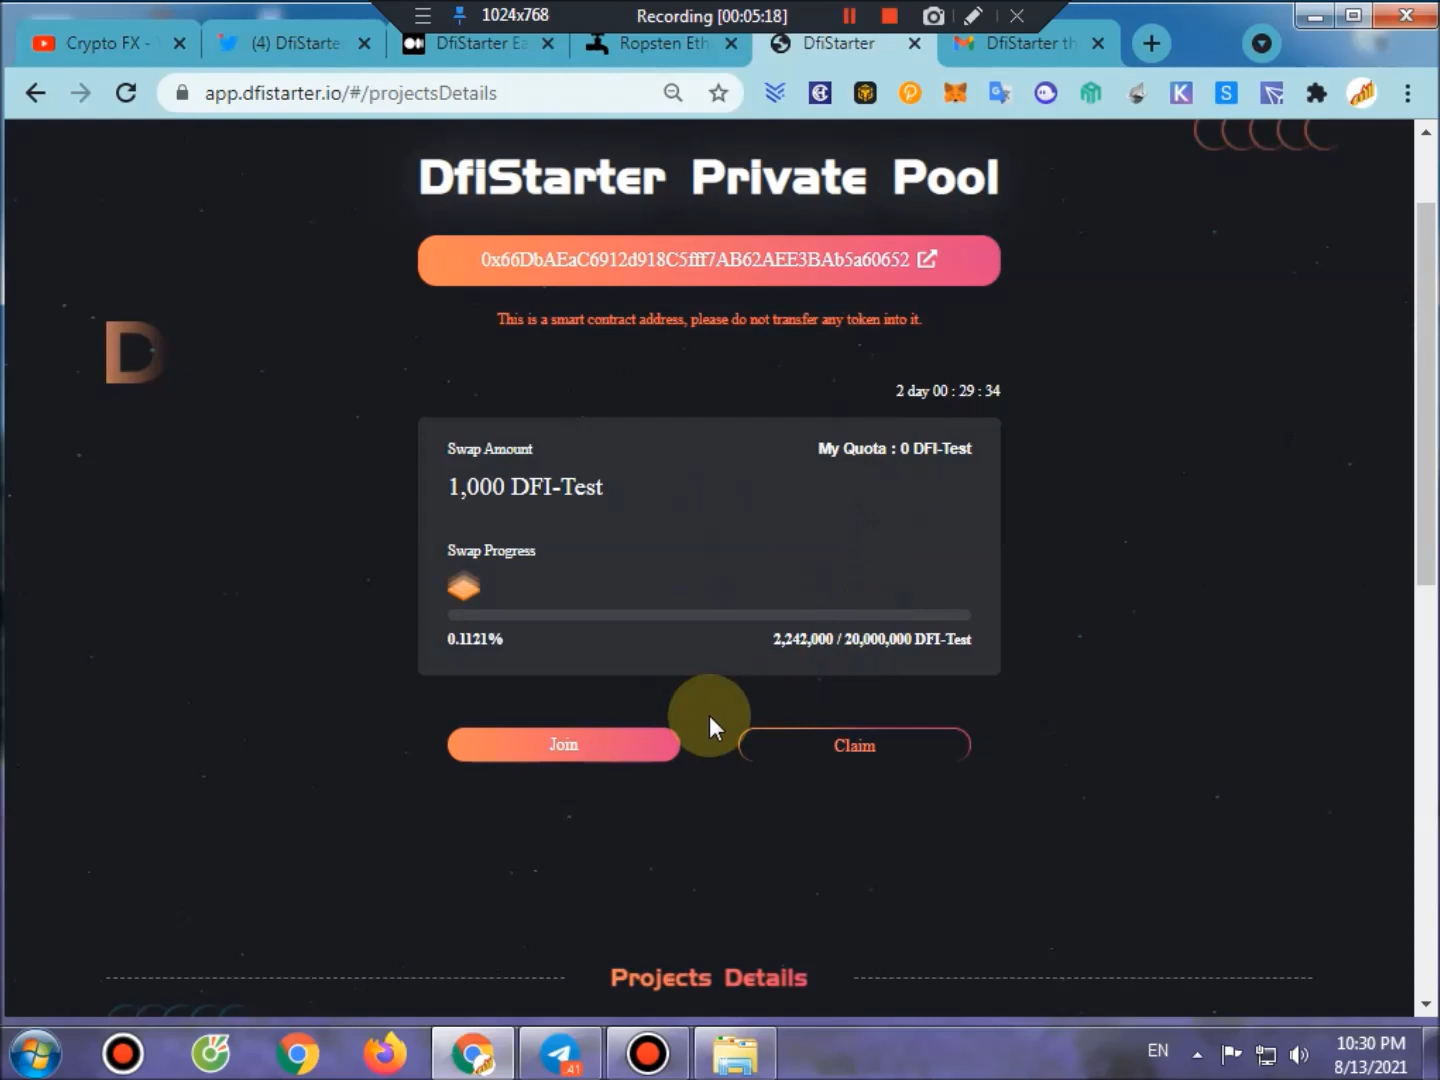 1024x768
Recording [00:05:18]
Crypto FX -
(4) DfiStarte
DfiStarter Ea
Ropsten Eth
DfiStarter
DfiStarter th
app.dfistarter.io/#/projectsDetails
DfiStarter Private Pool
0x66DbAEaC6912d918C5fff7AB62AEE3BAb5a60652
This is a smart contract address, please do not transfer any token into it.
D
2 day 00 : 29 : 34
Swap Amount
My Quota : 0 DFI-Test
1,000 DFI-Test
Swap Progress
0.1121%
2,242,000 / 20,000,000 DFI-Test
Join
Claim
Projects Details
41
EN
10:30 PM
8/13/2021